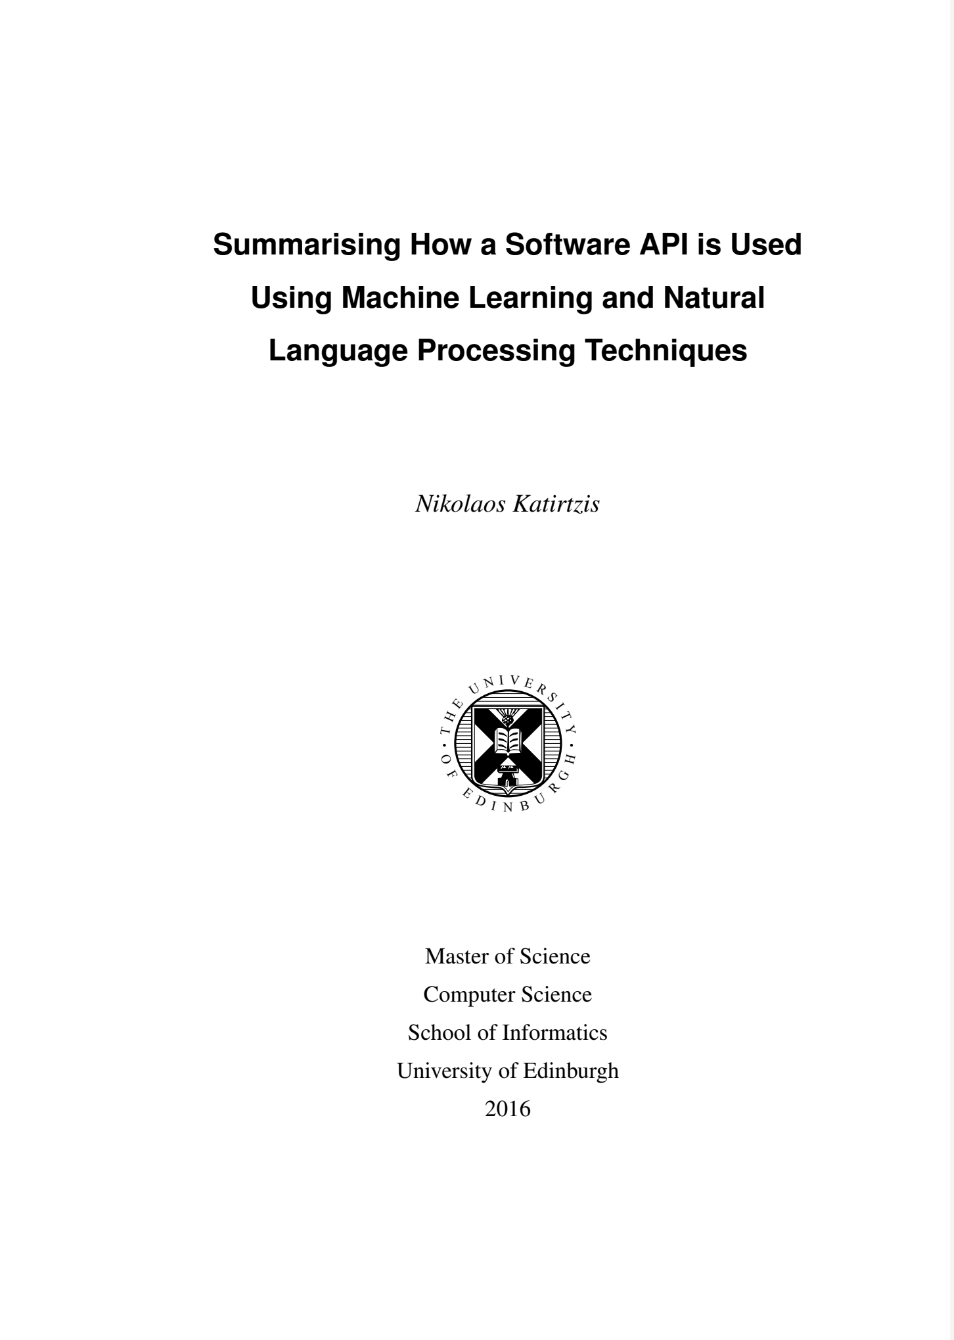 Summarising How a Software API is Used
Using Machine Learning and Natural
Language Processing Techniques
Nikolaos Katirtzis
THE UNIVERSITY
OF EDINBURGH
Master of Science
Computer Science
School of Informatics
University of Edinburgh
2016